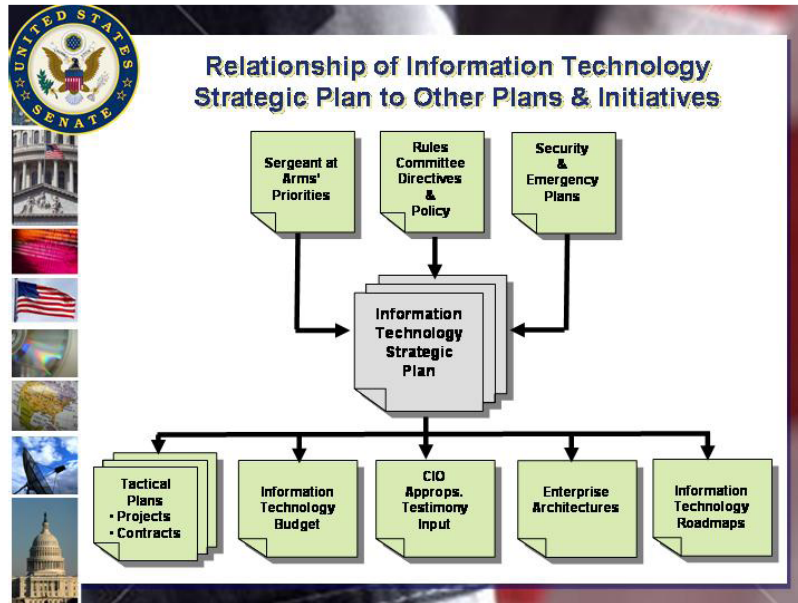 UNITED STATES
SENATE
Relationship of Information Technology
Strategic Plan to Other Plans & Initiatives
Sergeant at
Arms'
Priorities
Rules
Committee
Directives
&
Policy
Security
&
Emergency
Plans
Information
Technology
Strategic
Plan
Tactical
Plans
• Projects
• Contracts
Information
Technology
Budget
CIO
Approps.
Testimony
Input
Enterprise
Architectures
Information
Technology
Roadmaps